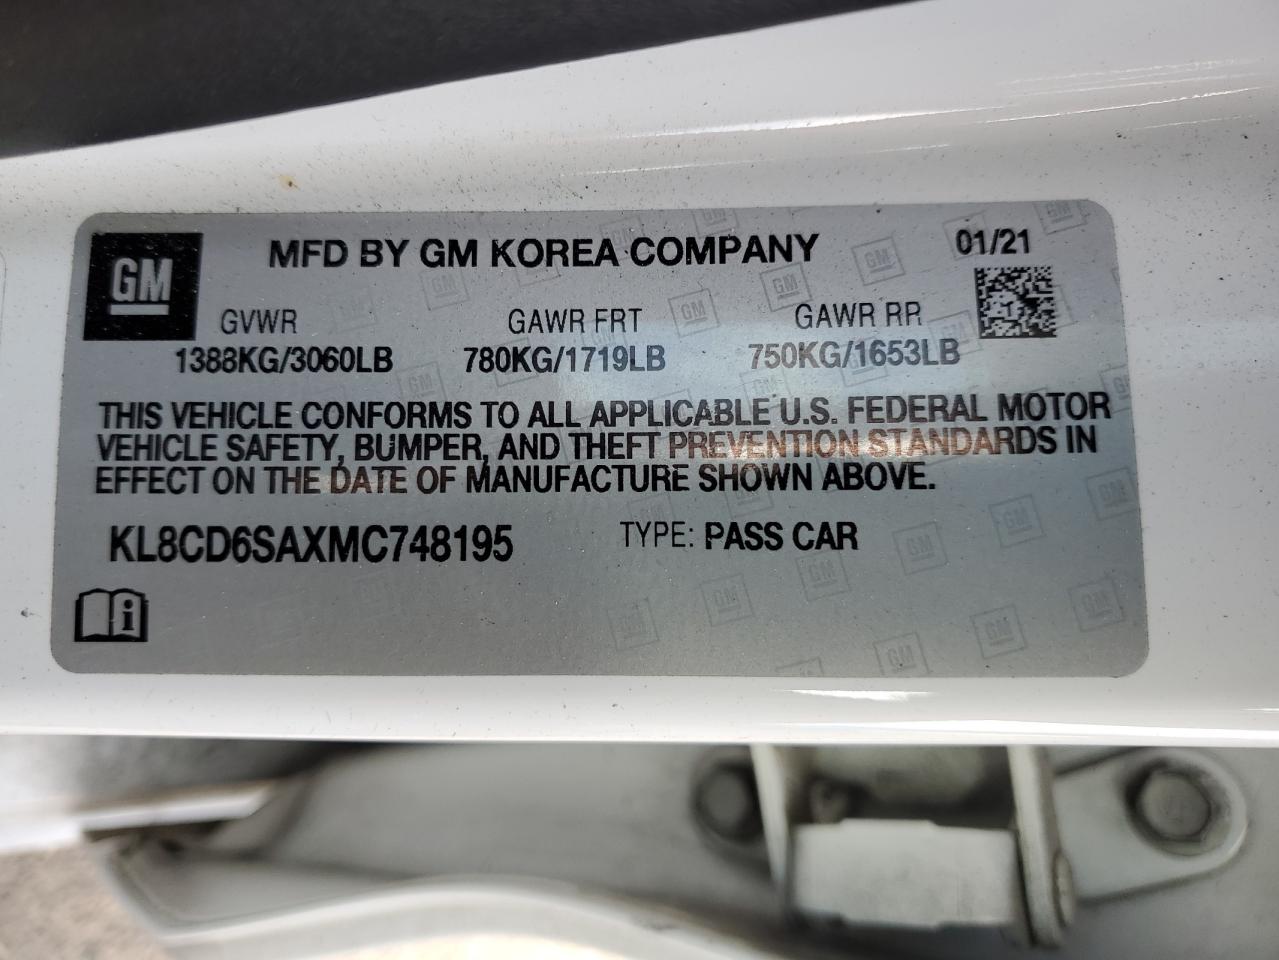 GM
MFD BY GM KOREA COMPANY 01/21
GVWR GAWR FRT GAWR RR
1388KG/3060LB 780KG/1719LB 750KG/1653LB
THIS VEHICLE CONFORMS TO ALL APPLICABLE U.S. FEDERAL MOTOR
VEHICLE SAFETY, BUMPER, AND THEFT PREVENTION STANDARDS IN
EFFECT ON THE DATE OF MANUFACTURE SHOWN ABOVE.
KL8CD6SAXMC748195 TYPE: PASS CAR